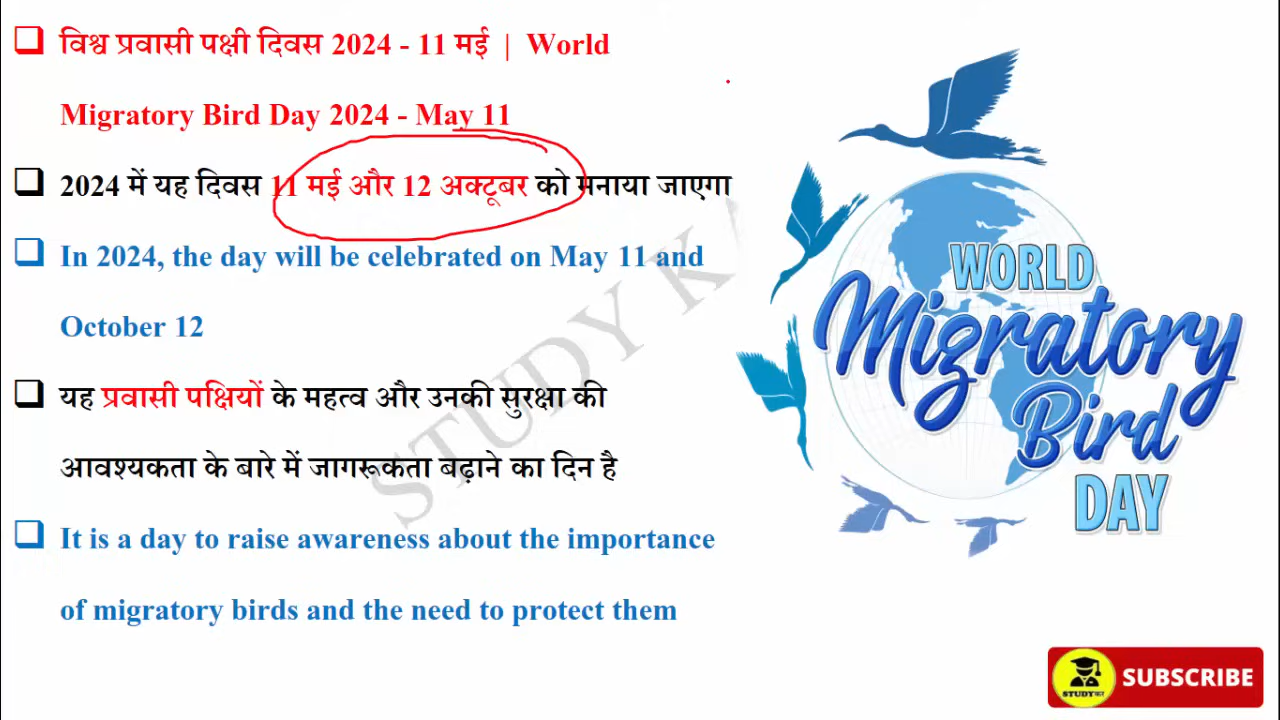 विश्व प्रवासी पक्षी दिवस 2024 - 11 मई | World
Migratory Bird Day 2024 - May 11
2024 में यह दिवस 11 मई और 12 अक्टूबर को मनाया जाएगा
In 2024, the day will be celebrated on May 11 and
October 12
यह प्रवासी पक्षियों के महत्व और उनकी सुरक्षा की
आवश्यकता के बारे में जागरूकता बढ़ाने का दिन है
It is a day to raise awareness about the importance
of migratory birds and the need to protect them
WORLD
Migratory
Bird
DAY
STUDY K
SUBSCRIBE